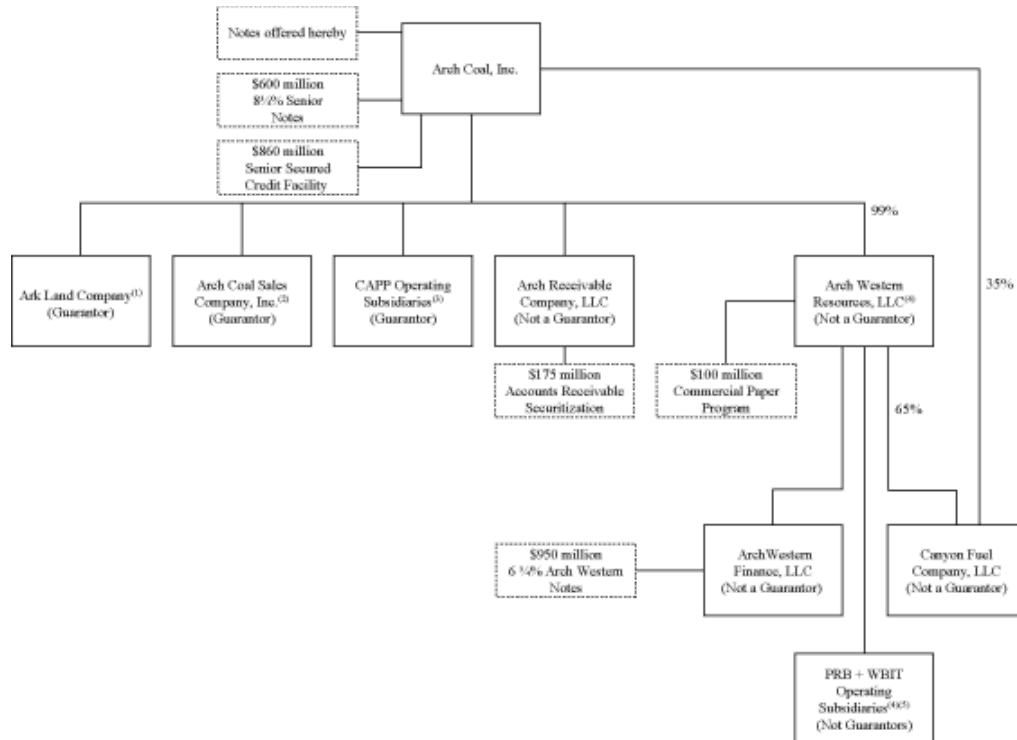 Notes offered hereby
Arch Coal, Inc.
$600 million
8¾% Senior
Notes
$860 million
Senior Secured
Credit Facility
99%
35%
Ark Land Company(1)
(Guarantor)
Arch Coal Sales
Company, Inc.(2)
(Guarantor)
CAPP Operating
Subsidiaries(3)
(Guarantor)
Arch Receivable
Company, LLC
(Not a Guarantor)
Arch Western
Resources, LLC(4)
(Not a Guarantor)
$175 million
Accounts Receivable
Securitization
$100 million
Commercial Paper
Program
65%
$950 million
6 ¾% Arch Western
Notes
ArchWestern
Finance, LLC
(Not a Guarantor)
Canyon Fuel
Company, LLC
(Not a Guarantor)
PRB + WBIT
Operating
Subsidiaries(4)(5)
(Not Guarantors)